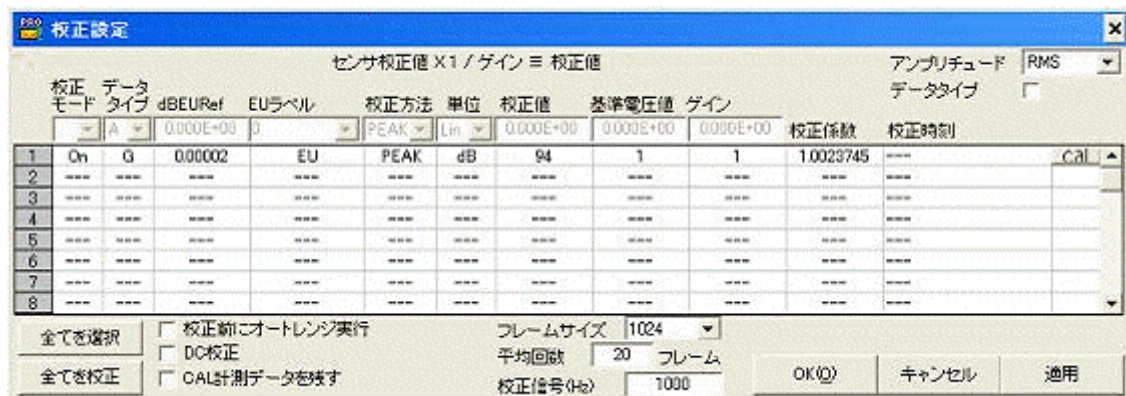 PRO 校正設定
センサ校正値 X 1 / ゲイン ≡ 校正値
アンプリチュード RMS
データタイプ
校正モード データタイプ dBEURef EUラベル 校正方法 単位 校正値 基準電圧値 ゲイン 校正係数 校正時刻
A 0.000E+00 0 PEAK Lin 0.000E+00 0.000E+00 0.000E+00
1 On G 0.00002 EU PEAK dB 94 1 1 1.0023745 --- cal
2 --- --- --- --- --- --- --- --- --- --- ---
3 --- --- --- --- --- --- --- --- --- --- ---
4 --- --- --- --- --- --- --- --- --- --- ---
5 --- --- --- --- --- --- --- --- --- --- ---
6 --- --- --- --- --- --- --- --- --- --- ---
7 --- --- --- --- --- --- --- --- --- --- ---
8 --- --- --- --- --- --- --- --- --- --- ---
全てを選択
全てを校正
校正前にオートレンジ実行
DC校正
CAL計測データを残す
フレームサイズ 1024
平均回数 20 フレーム
校正信号(Hz) 1000
OK(O) キャンセル 適用